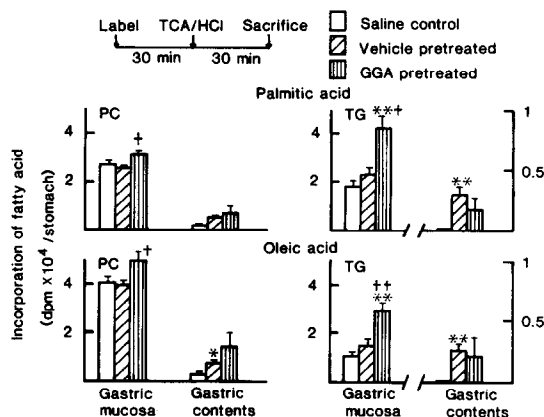 Label TCA/HCl Sacrifice
30 min 30 min
Saline control
Vehicle pretreated
GGA pretreated
Palmitic acid
PC
TG
4
2
‡
**‡
**
4
2
1
0.5
Incorporation of fatty acid
(dpm X10⁴ /stomach)
Oleic acid
PC
TG
4
2
†
*
4
2
††
**
**
1
0.5
Gastric mucosa
Gastric contents
Gastric mucosa
Gastric contents